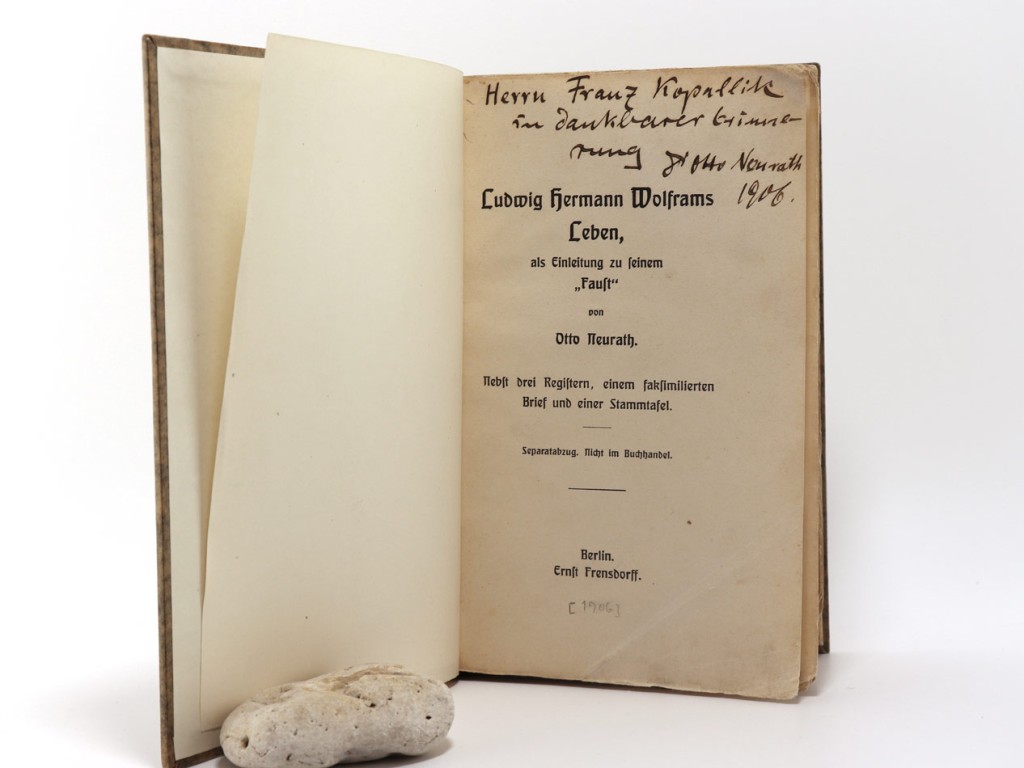 Herrn Franz Kopallik
in dankbarer Erinne-
rung Dr Otto Neurath
1906.
Ludwig Hermann Wolframs
Leben,
als Einleitung zu ſeinem
„Fauſt“
von
Otto Neurath.
Nebſt drei Regiſtern, einem fakſimilierten
Brief und einer Stammtafel.
Separatabzug. Nicht im Buchhandel.
Berlin.
Ernſt Frensdorff.
[1906]